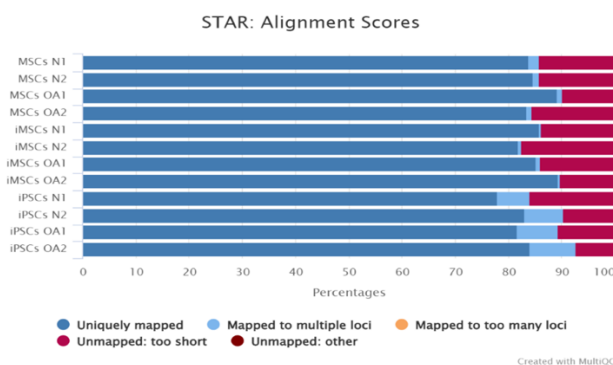 STAR: Alignment Scores
MSCs N1
MSCs N2
MSCs OA1
MSCs OA2
iMSCs N1
iMSCs N2
iMSCs OA1
iMSCs OA2
iPSCs N1
iPSCs N2
iPSCs OA1
iPSCs OA2
0 10 20 30 40 50 60 70 80 90 100
Percentages
Uniquely mapped Mapped to multiple loci Mapped to too many loci
Unmapped: too short Unmapped: other
Created with MultiQC